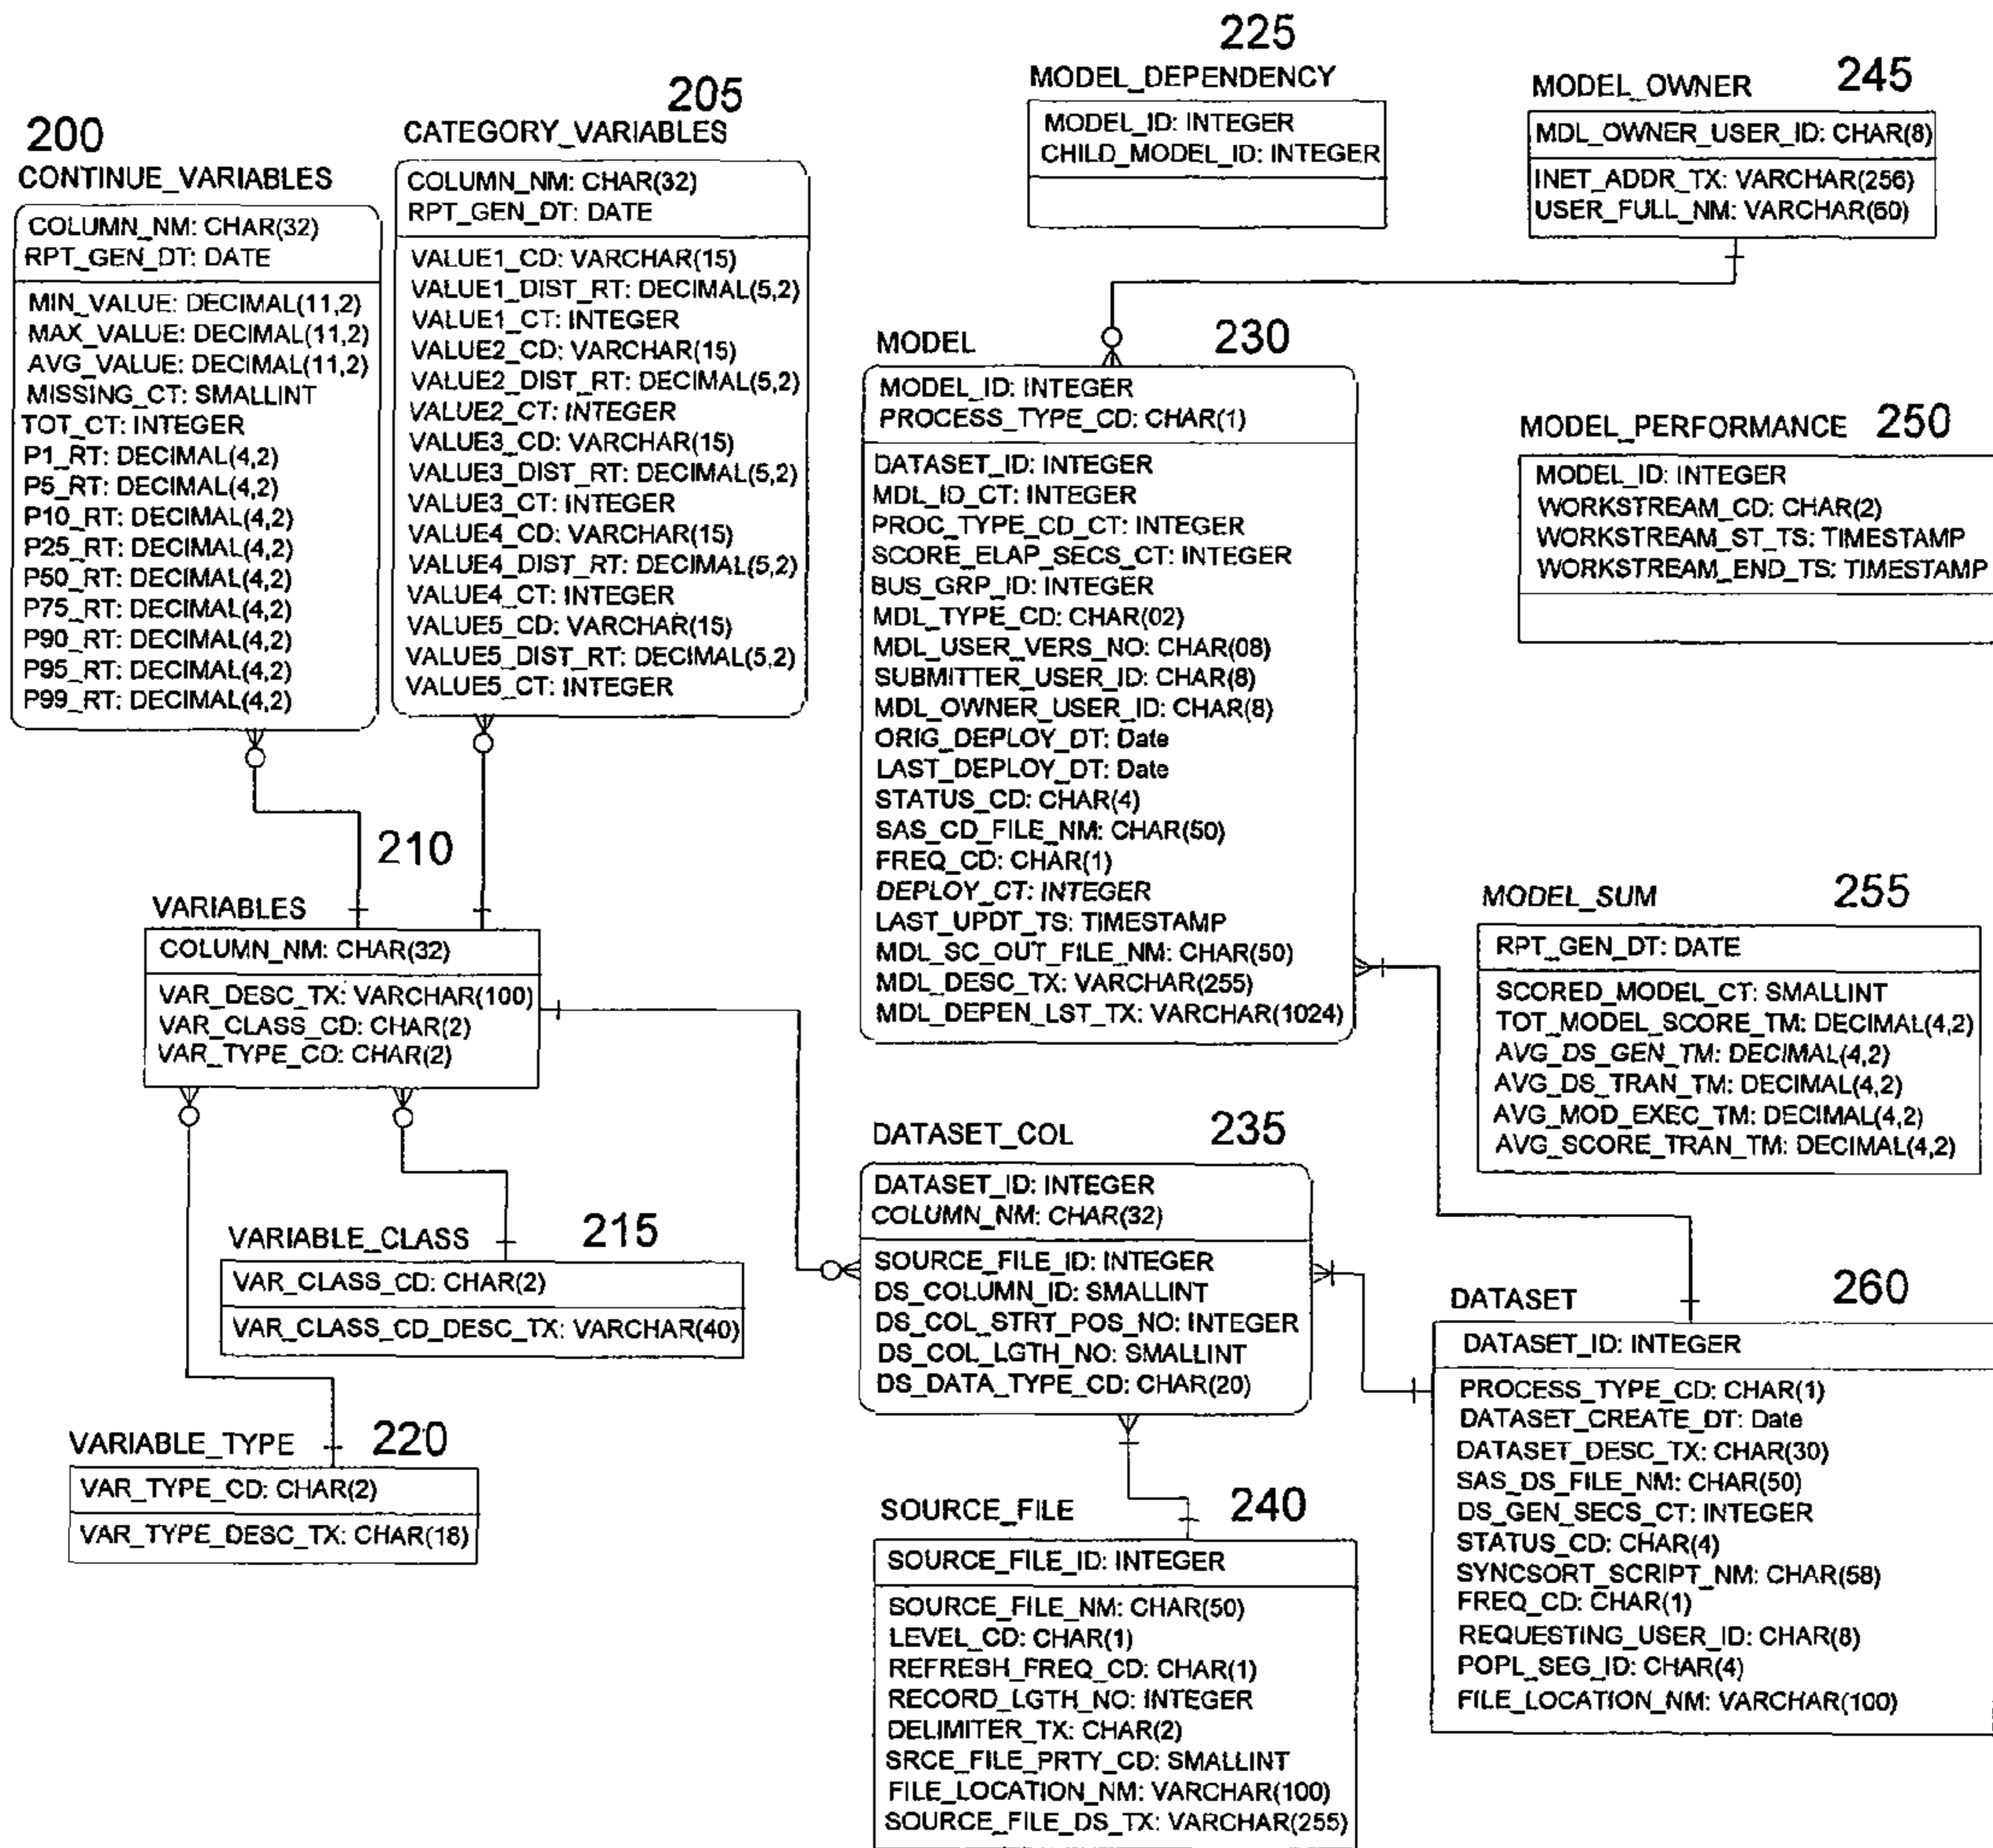 200
CONTINUE_VARIABLES
COLUMN_NM: CHAR(32)
RPT_GEN_DT: DATE
MIN_VALUE: DECIMAL(11,2)
MAX_VALUE: DECIMAL(11,2)
AVG_VALUE: DECIMAL(11,2)
MISSING_CT: SMALLINT
TOT_CT: INTEGER
P1_RT: DECIMAL(4,2)
P5_RT: DECIMAL(4,2)
P10_RT: DECIMAL(4,2)
P25_RT: DECIMAL(4,2)
P50_RT: DECIMAL(4,2)
P75_RT: DECIMAL(4,2)
P90_RT: DECIMAL(4,2)
P95_RT: DECIMAL(4,2)
P99_RT: DECIMAL(4,2)
205
CATEGORY_VARIABLES
COLUMN_NM: CHAR(32)
RPT_GEN_DT: DATE
VALUE1_CD: VARCHAR(15)
VALUE1_DIST_RT: DECIMAL(5,2)
VALUE1_CT: INTEGER
VALUE2_CD: VARCHAR(15)
VALUE2_DIST_RT: DECIMAL(5,2)
VALUE2_CT: INTEGER
VALUE3_CD: VARCHAR(15)
VALUE3_DIST_RT: DECIMAL(5,2)
VALUE3_CT: INTEGER
VALUE4_CD: VARCHAR(15)
VALUE4_DIST_RT: DECIMAL(5,2)
VALUE4_CT: INTEGER
VALUE5_CD: VARCHAR(15)
VALUE5_DIST_RT: DECIMAL(5,2)
VALUE5_CT: INTEGER
210
VARIABLES
COLUMN_NM: CHAR(32)
VAR_DESC_TX: VARCHAR(100)
VAR_CLASS_CD: CHAR(2)
VAR_TYPE_CD: CHAR(2)
VARIABLE_CLASS 215
VAR_CLASS_CD: CHAR(2)
VAR_CLASS_CD_DESC_TX: VARCHAR(40)
VARIABLE_TYPE 220
VAR_TYPE_CD: CHAR(2)
VAR_TYPE_DESC_TX: CHAR(18)
225
MODEL_DEPENDENCY
MODEL_ID: INTEGER
CHILD_MODEL_ID: INTEGER
MODEL 230
MODEL_ID: INTEGER
PROCESS_TYPE_CD: CHAR(1)
DATASET_ID: INTEGER
MDL_ID_CT: INTEGER
PROC_TYPE_CD_CT: INTEGER
SCORE_ELAP_SECS_CT: INTEGER
BUS_GRP_ID: INTEGER
MDL_TYPE_CD: CHAR(02)
MDL_USER_VERS_NO: CHAR(08)
SUBMITTER_USER_ID: CHAR(8)
MDL_OWNER_USER_ID: CHAR(8)
ORIG_DEPLOY_DT: Date
LAST_DEPLOY_DT: Date
STATUS_CD: CHAR(4)
SAS_CD_FILE_NM: CHAR(50)
FREQ_CD: CHAR(1)
DEPLOY_CT: INTEGER
LAST_UPDT_TS: TIMESTAMP
MDL_SC_OUT_FILE_NM: CHAR(50)
MDL_DESC_TX: VARCHAR(255)
MDL_DEPEN_LST_TX: VARCHAR(1024)
DATASET_COL 235
DATASET_ID: INTEGER
COLUMN_NM: CHAR(32)
SOURCE_FILE_ID: INTEGER
DS_COLUMN_ID: SMALLINT
DS_COL_STRT_POS_NO: INTEGER
DS_COL_LGTH_NO: SMALLINT
DS_DATA_TYPE_CD: CHAR(20)
SOURCE_FILE 240
SOURCE_FILE_ID: INTEGER
SOURCE_FILE_NM: CHAR(50)
LEVEL_CD: CHAR(1)
REFRESH_FREQ_CD: CHAR(1)
RECORD_LGTH_NO: INTEGER
DELIMITER_TX: CHAR(2)
SRCE_FILE_PRTY_CD: SMALLINT
FILE_LOCATION_NM: VARCHAR(100)
SOURCE_FILE_DS_TX: VARCHAR(255)
MODEL_OWNER 245
MDL_OWNER_USER_ID: CHAR(8)
INET_ADDR_TX: VARCHAR(256)
USER_FULL_NM: VARCHAR(60)
MODEL_PERFORMANCE 250
MODEL_ID: INTEGER
WORKSTREAM_CD: CHAR(2)
WORKSTREAM_ST_TS: TIMESTAMP
WORKSTREAM_END_TS: TIMESTAMP
MODEL_SUM 255
RPT_GEN_DT: DATE
SCORED_MODEL_CT: SMALLINT
TOT_MODEL_SCORE_TM: DECIMAL(4,2)
AVG_DS_GEN_TM: DECIMAL(4,2)
AVG_DS_TRAN_TM: DECIMAL(4,2)
AVG_MOD_EXEC_TM: DECIMAL(4,2)
AVG_SCORE_TRAN_TM: DECIMAL(4,2)
DATASET 260
DATASET_ID: INTEGER
PROCESS_TYPE_CD: CHAR(1)
DATASET_CREATE_DT: Date
DATASET_DESC_TX: CHAR(30)
SAS_DS_FILE_NM: CHAR(50)
DS_GEN_SECS_CT: INTEGER
STATUS_CD: CHAR(4)
SYNCSORT_SCRIPT_NM: CHAR(58)
FREQ_CD: CHAR(1)
REQUESTING_USER_ID: CHAR(8)
POPL_SEG_ID: CHAR(4)
FILE_LOCATION_NM: VARCHAR(100)